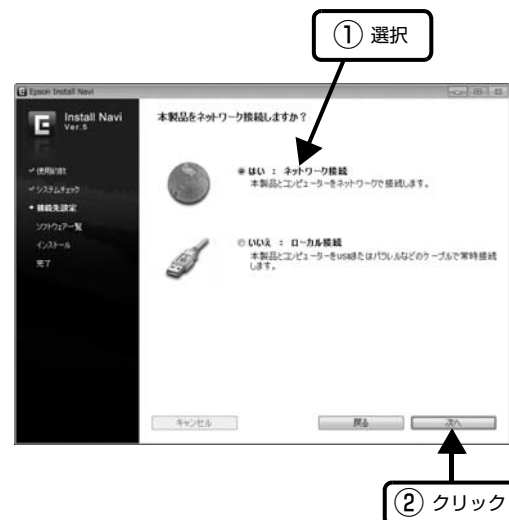 ① 選択
Epson Install Navi
Install Navi
Ver.5
本製品をネットワーク接続しますか？
使用許諾
システムチェック
接続先設定
ソフトウェア一覧
インストール
完了
はい ： ネットワーク接続
本製品とコンピューターをネットワークで接続します。
いいえ ： ローカル接続
本製品とコンピューターをUSBまたはパラレルなどのケーブルで常時接続
します。
キャンセル
戻る
次へ
② クリック